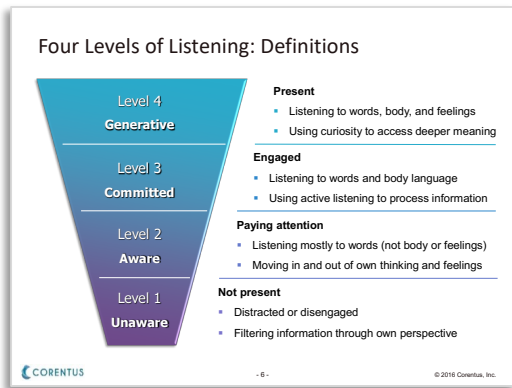 Four Levels of Listening: Definitions
Level 4
Generative
Present
▪ Listening to words, body, and feelings
▪ Using curiosity to access deeper meaning
Level 3
Committed
Engaged
▪ Listening to words and body language
▪ Using active listening to process information
Level 2
Aware
Paying attention
▪ Listening mostly to words (not body or feelings)
▪ Moving in and out of own thinking and feelings
Level 1
Unaware
Not present
▪ Distracted or disengaged
▪ Filtering information through own perspective
CORENTUS
- 6 -
© 2016 Corentus, Inc.